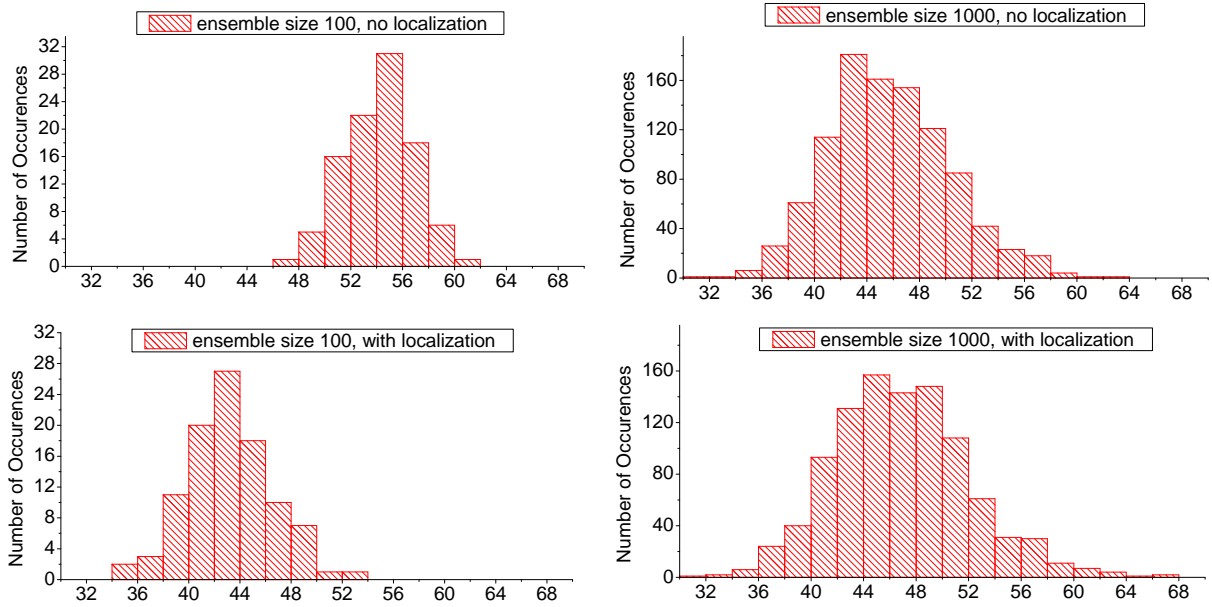 ensemble size 100, no localization
Number of Occurences
32
28
24
20
16
12
8
4
0
32 36 40 44 48 52 56 60 64 68
ensemble size 1000, no localization
Number of Occurences
160
120
80
40
0
32 36 40 44 48 52 56 60 64 68
ensemble size 100, with localization
Number of Occurences
32
28
24
20
16
12
8
4
0
32 36 40 44 48 52 56 60 64 68
ensemble size 1000, with localization
Number of Occurences
160
120
80
40
0
32 36 40 44 48 52 56 60 64 68